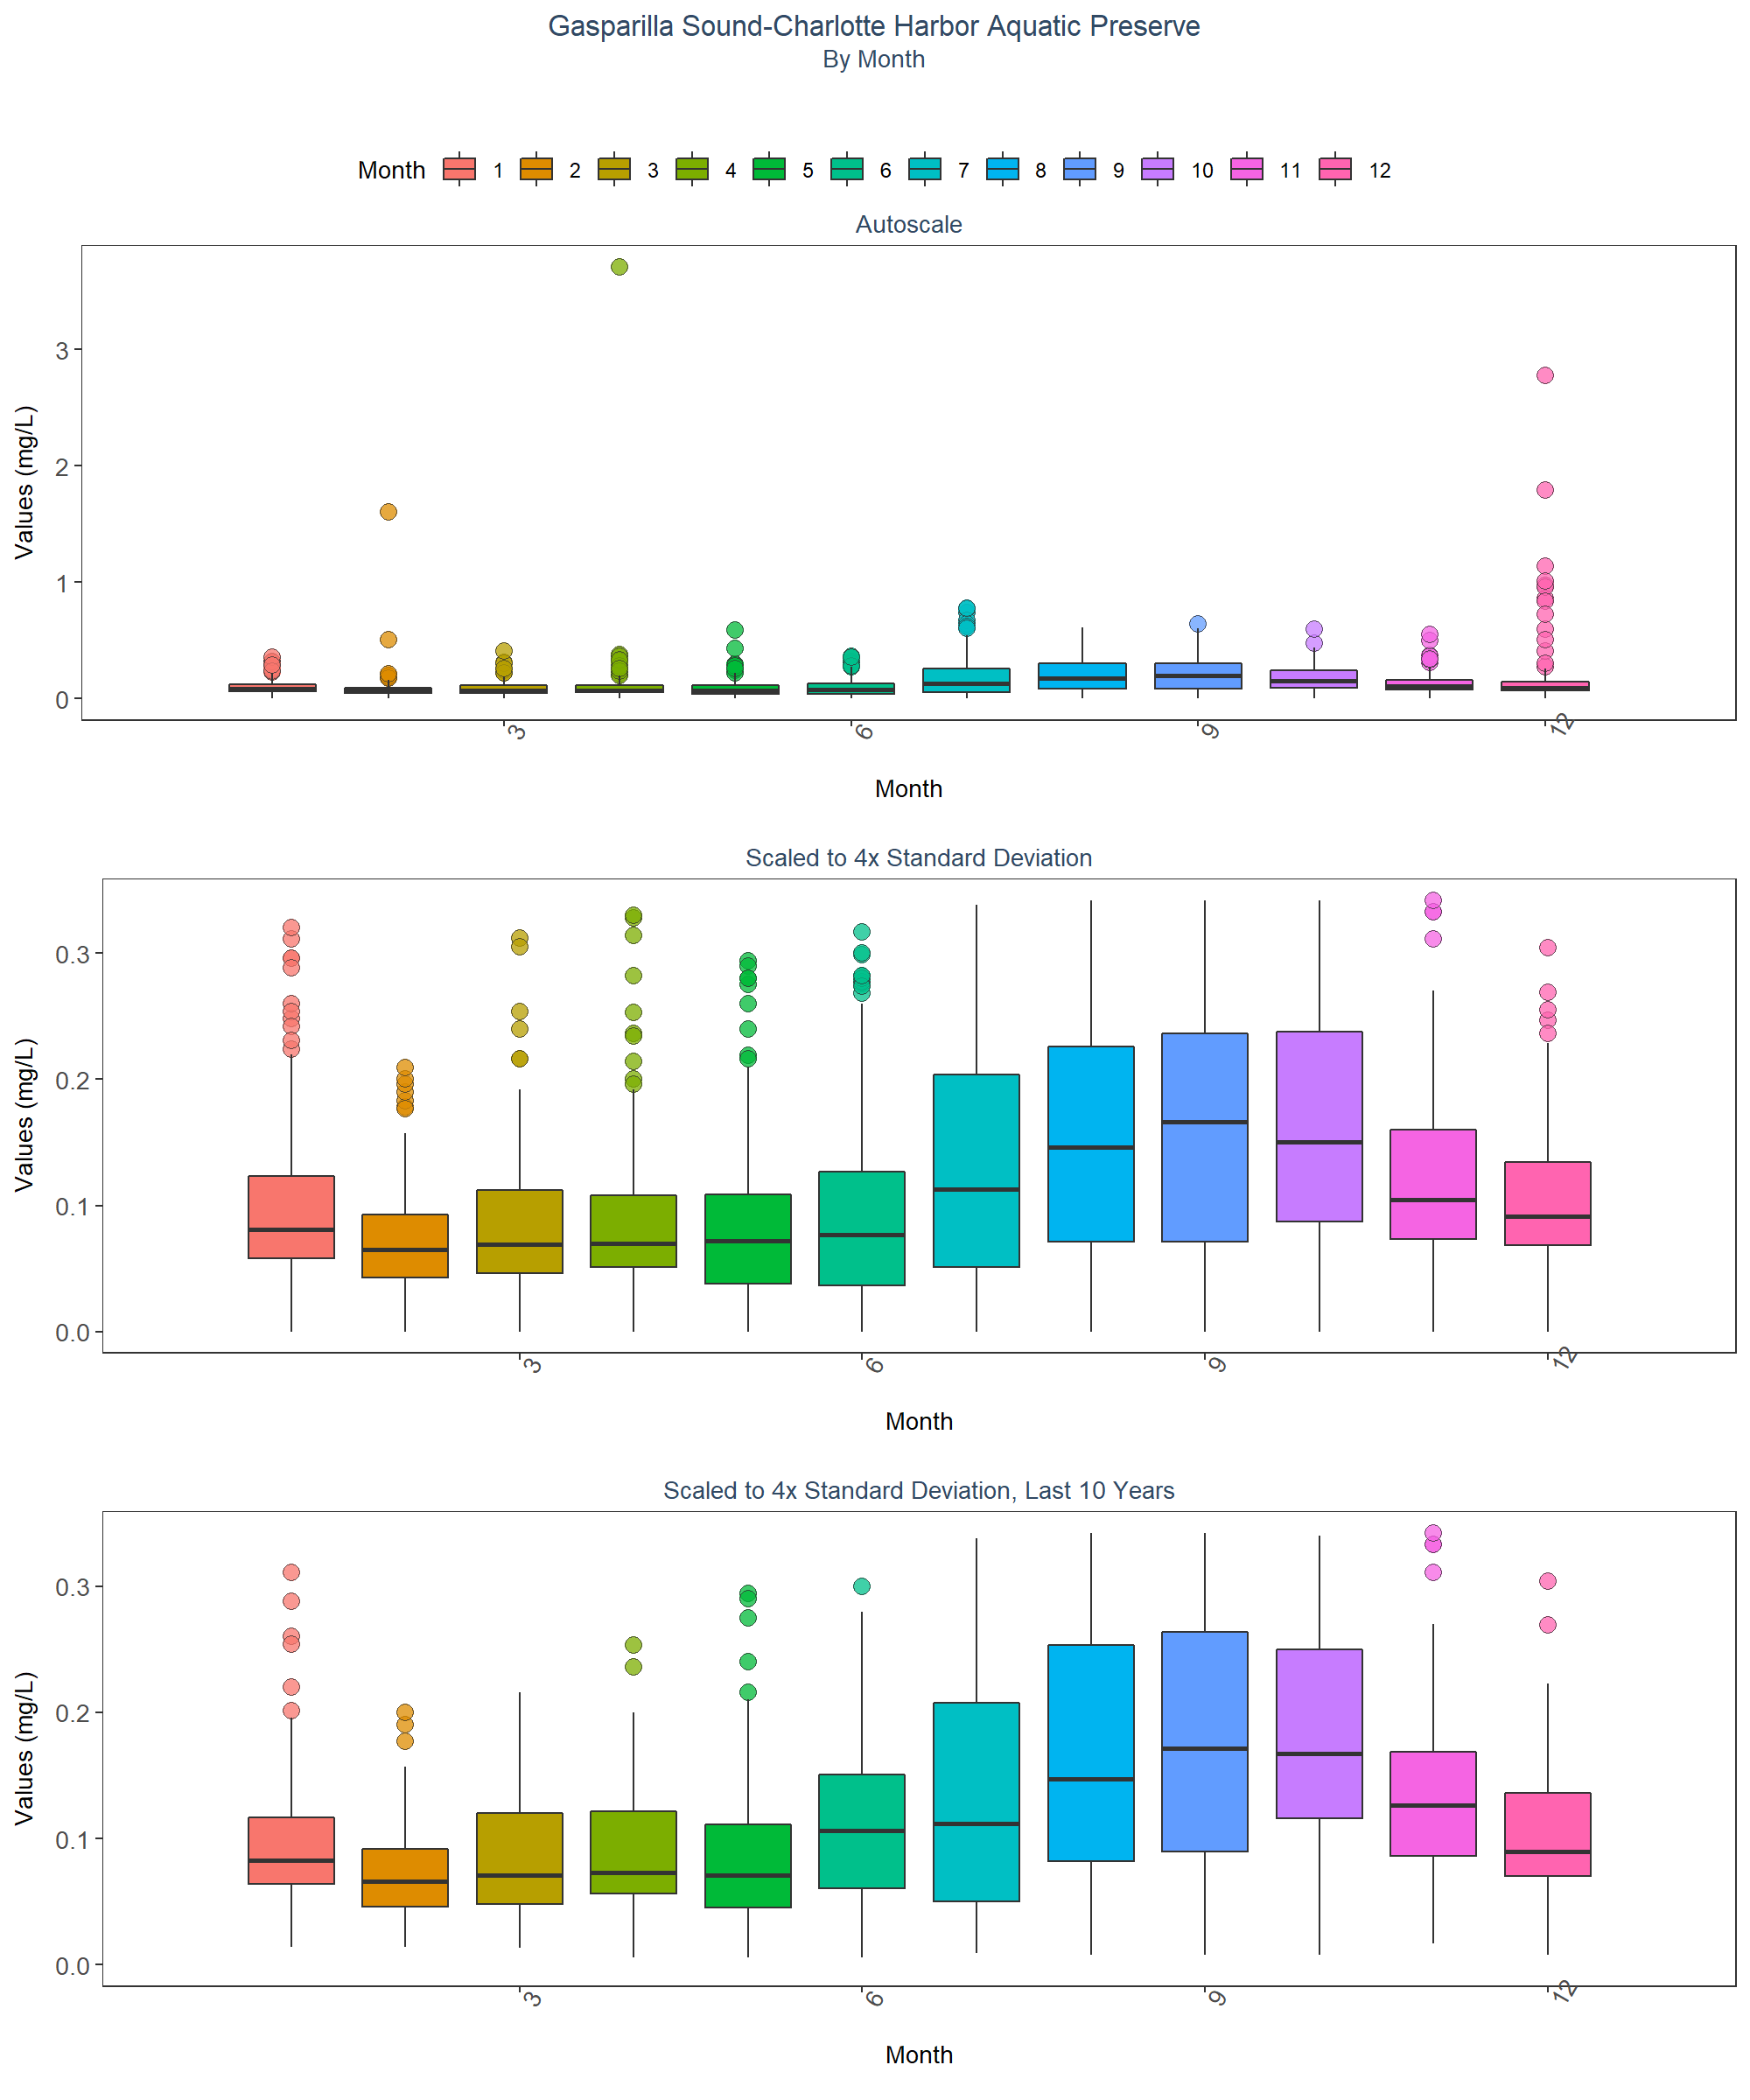 Gasparilla Sound-Charlotte Harbor Aquatic Preserve
By Month
Month 1 2 3 4 5 6 7 8 9 10 11 12
Autoscale
Values (mg/L)
3
2
1
0
3 6 9 12
Month
Scaled to 4x Standard Deviation
Values (mg/L)
0.3
0.2
0.1
0.0
3 6 9 12
Month
Scaled to 4x Standard Deviation, Last 10 Years
Values (mg/L)
0.3
0.2
0.1
0.0
3 6 9 12
Month